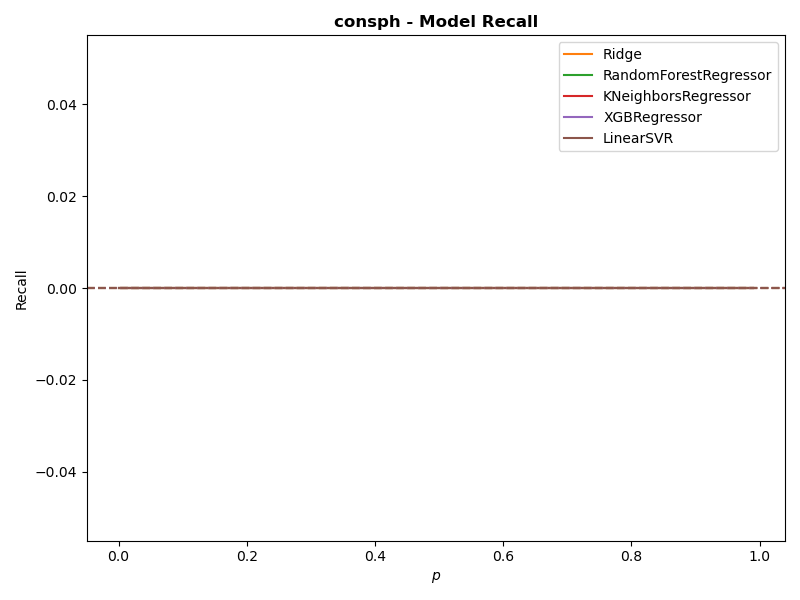 consph - Model Recall
Ridge
RandomForestRegressor
KNeighborsRegressor
XGBRegressor
LinearSVR
0.04
0.02
0.00
−0.02
−0.04
Recall
0.0 0.2 0.4 0.6 0.8 1.0
p